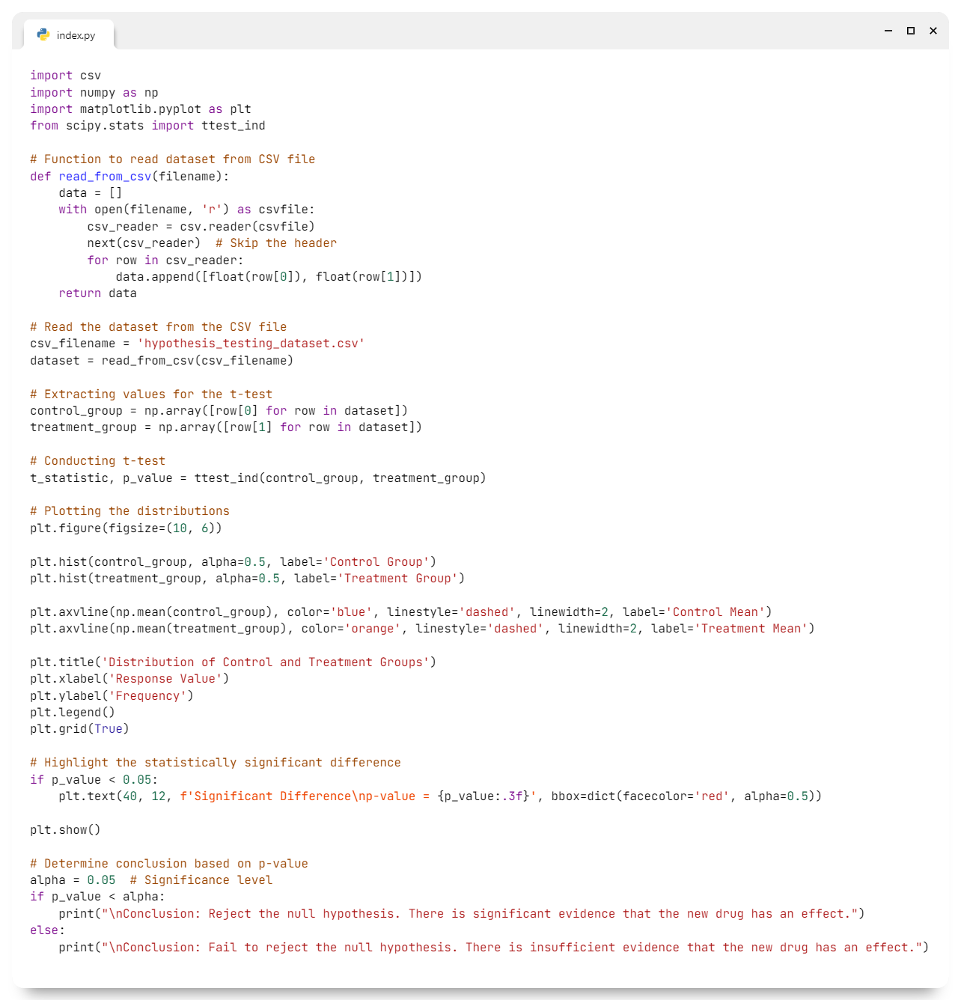 index.py
import csv
import numpy as np
import matplotlib.pyplot as plt
from scipy.stats import ttest_ind

# Function to read dataset from CSV file
def read_from_csv(filename):
    data = []
    with open(filename, 'r') as csvfile:
        csv_reader = csv.reader(csvfile)
        next(csv_reader)  # Skip the header
        for row in csv_reader:
            data.append([float(row[0]), float(row[1])])
    return data

# Read the dataset from the CSV file
csv_filename = 'hypothesis_testing_dataset.csv'
dataset = read_from_csv(csv_filename)

# Extracting values for the t-test
control_group = np.array([row[0] for row in dataset])
treatment_group = np.array([row[1] for row in dataset])

# Conducting t-test
t_statistic, p_value = ttest_ind(control_group, treatment_group)

# Plotting the distributions
plt.figure(figsize=(10, 6))

plt.hist(control_group, alpha=0.5, label='Control Group')
plt.hist(treatment_group, alpha=0.5, label='Treatment Group')

plt.axvline(np.mean(control_group), color='blue', linestyle='dashed', linewidth=2, label='Control Mean')
plt.axvline(np.mean(treatment_group), color='orange', linestyle='dashed', linewidth=2, label='Treatment Mean')

plt.title('Distribution of Control and Treatment Groups')
plt.xlabel('Response Value')
plt.ylabel('Frequency')
plt.legend()
plt.grid(True)

# Highlight the statistically significant difference
if p_value < 0.05:
    plt.text(40, 12, f'Significant Difference\np-value = {p_value:.3f}', bbox=dict(facecolor='red', alpha=0.5))

plt.show()

# Determine conclusion based on p-value
alpha = 0.05  # Significance level
if p_value < alpha:
    print("\nConclusion: Reject the null hypothesis. There is significant evidence that the new drug has an effect.")
else:
    print("\nConclusion: Fail to reject the null hypothesis. There is insufficient evidence that the new drug has an effect.")